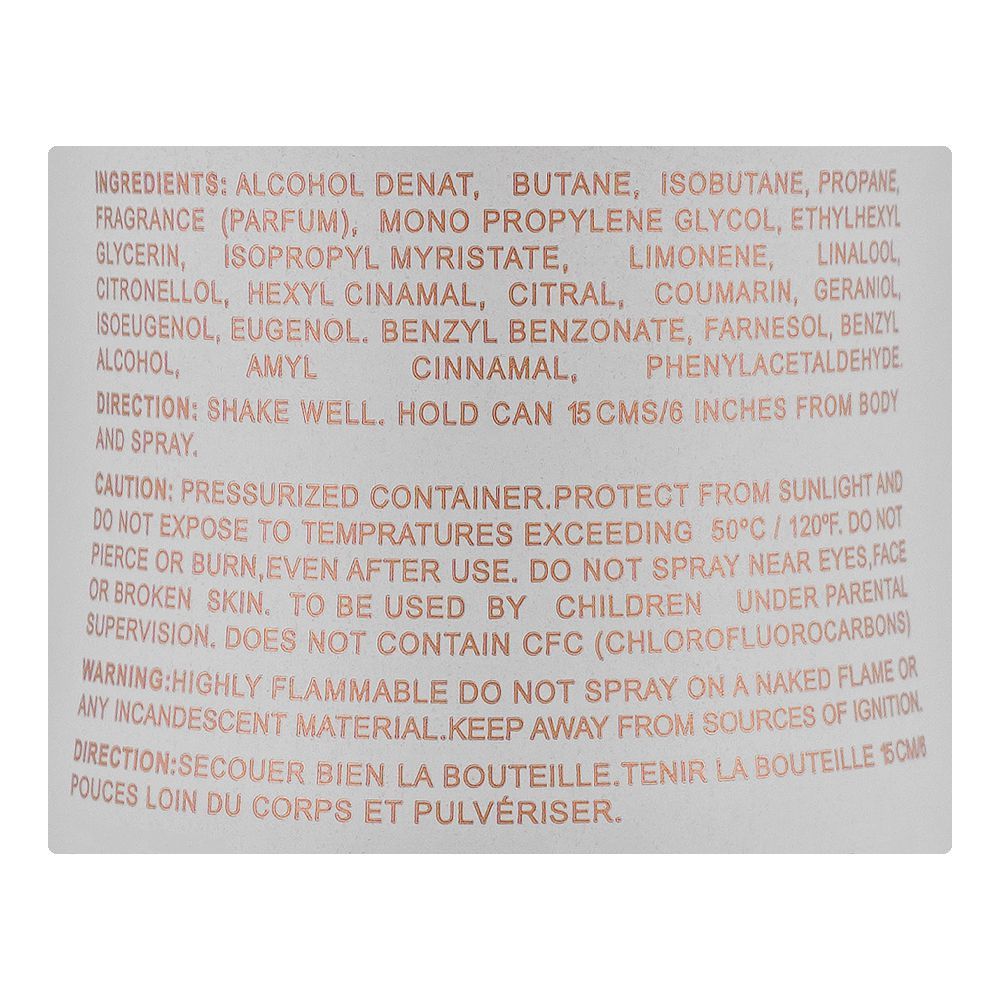 INGREDIENTS: ALCOHOL DENAT, BUTANE, ISOBUTANE, PROPANE,
FRAGRANCE (PARFUM), MONO PROPYLENE GLYCOL, ETHYLHEXYL
GLYCERIN, ISOPROPYL MYRISTATE, LIMONENE, LINALOOL,
CITRONELLOL, HEXYL CINAMAL, CITRAL, COUMARIN, GERANIOL,
ISOEUGENOL, EUGENOL. BENZYL BENZONATE, FARNESOL, BENZYL
ALCOHOL, AMYL CINNAMAL, PHENYLACETALDEHYDE.
DIRECTION: SHAKE WELL. HOLD CAN 15 CMS/6 INCHES FROM BODY
AND SPRAY.
CAUTION: PRESSURIZED CONTAINER.PROTECT FROM SUNLIGHT AND
DO NOT EXPOSE TO TEMPRATURES EXCEEDING 50ºC / 120ºF. DO NOT
PIERCE OR BURN,EVEN AFTER USE. DO NOT SPRAY NEAR EYES,FACE
OR BROKEN SKIN. TO BE USED BY CHILDREN UNDER PARENTAL
SUPERVISION. DOES NOT CONTAIN CFC (CHLOROFLUOROCARBONS)
WARNING:HIGHLY FLAMMABLE DO NOT SPRAY ON A NAKED FLAME OR
ANY INCANDESCENT MATERIAL.KEEP AWAY FROM SOURCES OF IGNITION.
DIRECTION:SECOUER BIEN LA BOUTEILLE.TENIR LA BOUTEILLE 15 CM/6
POUCES LOIN DU CORPS ET PULVÉRISER.